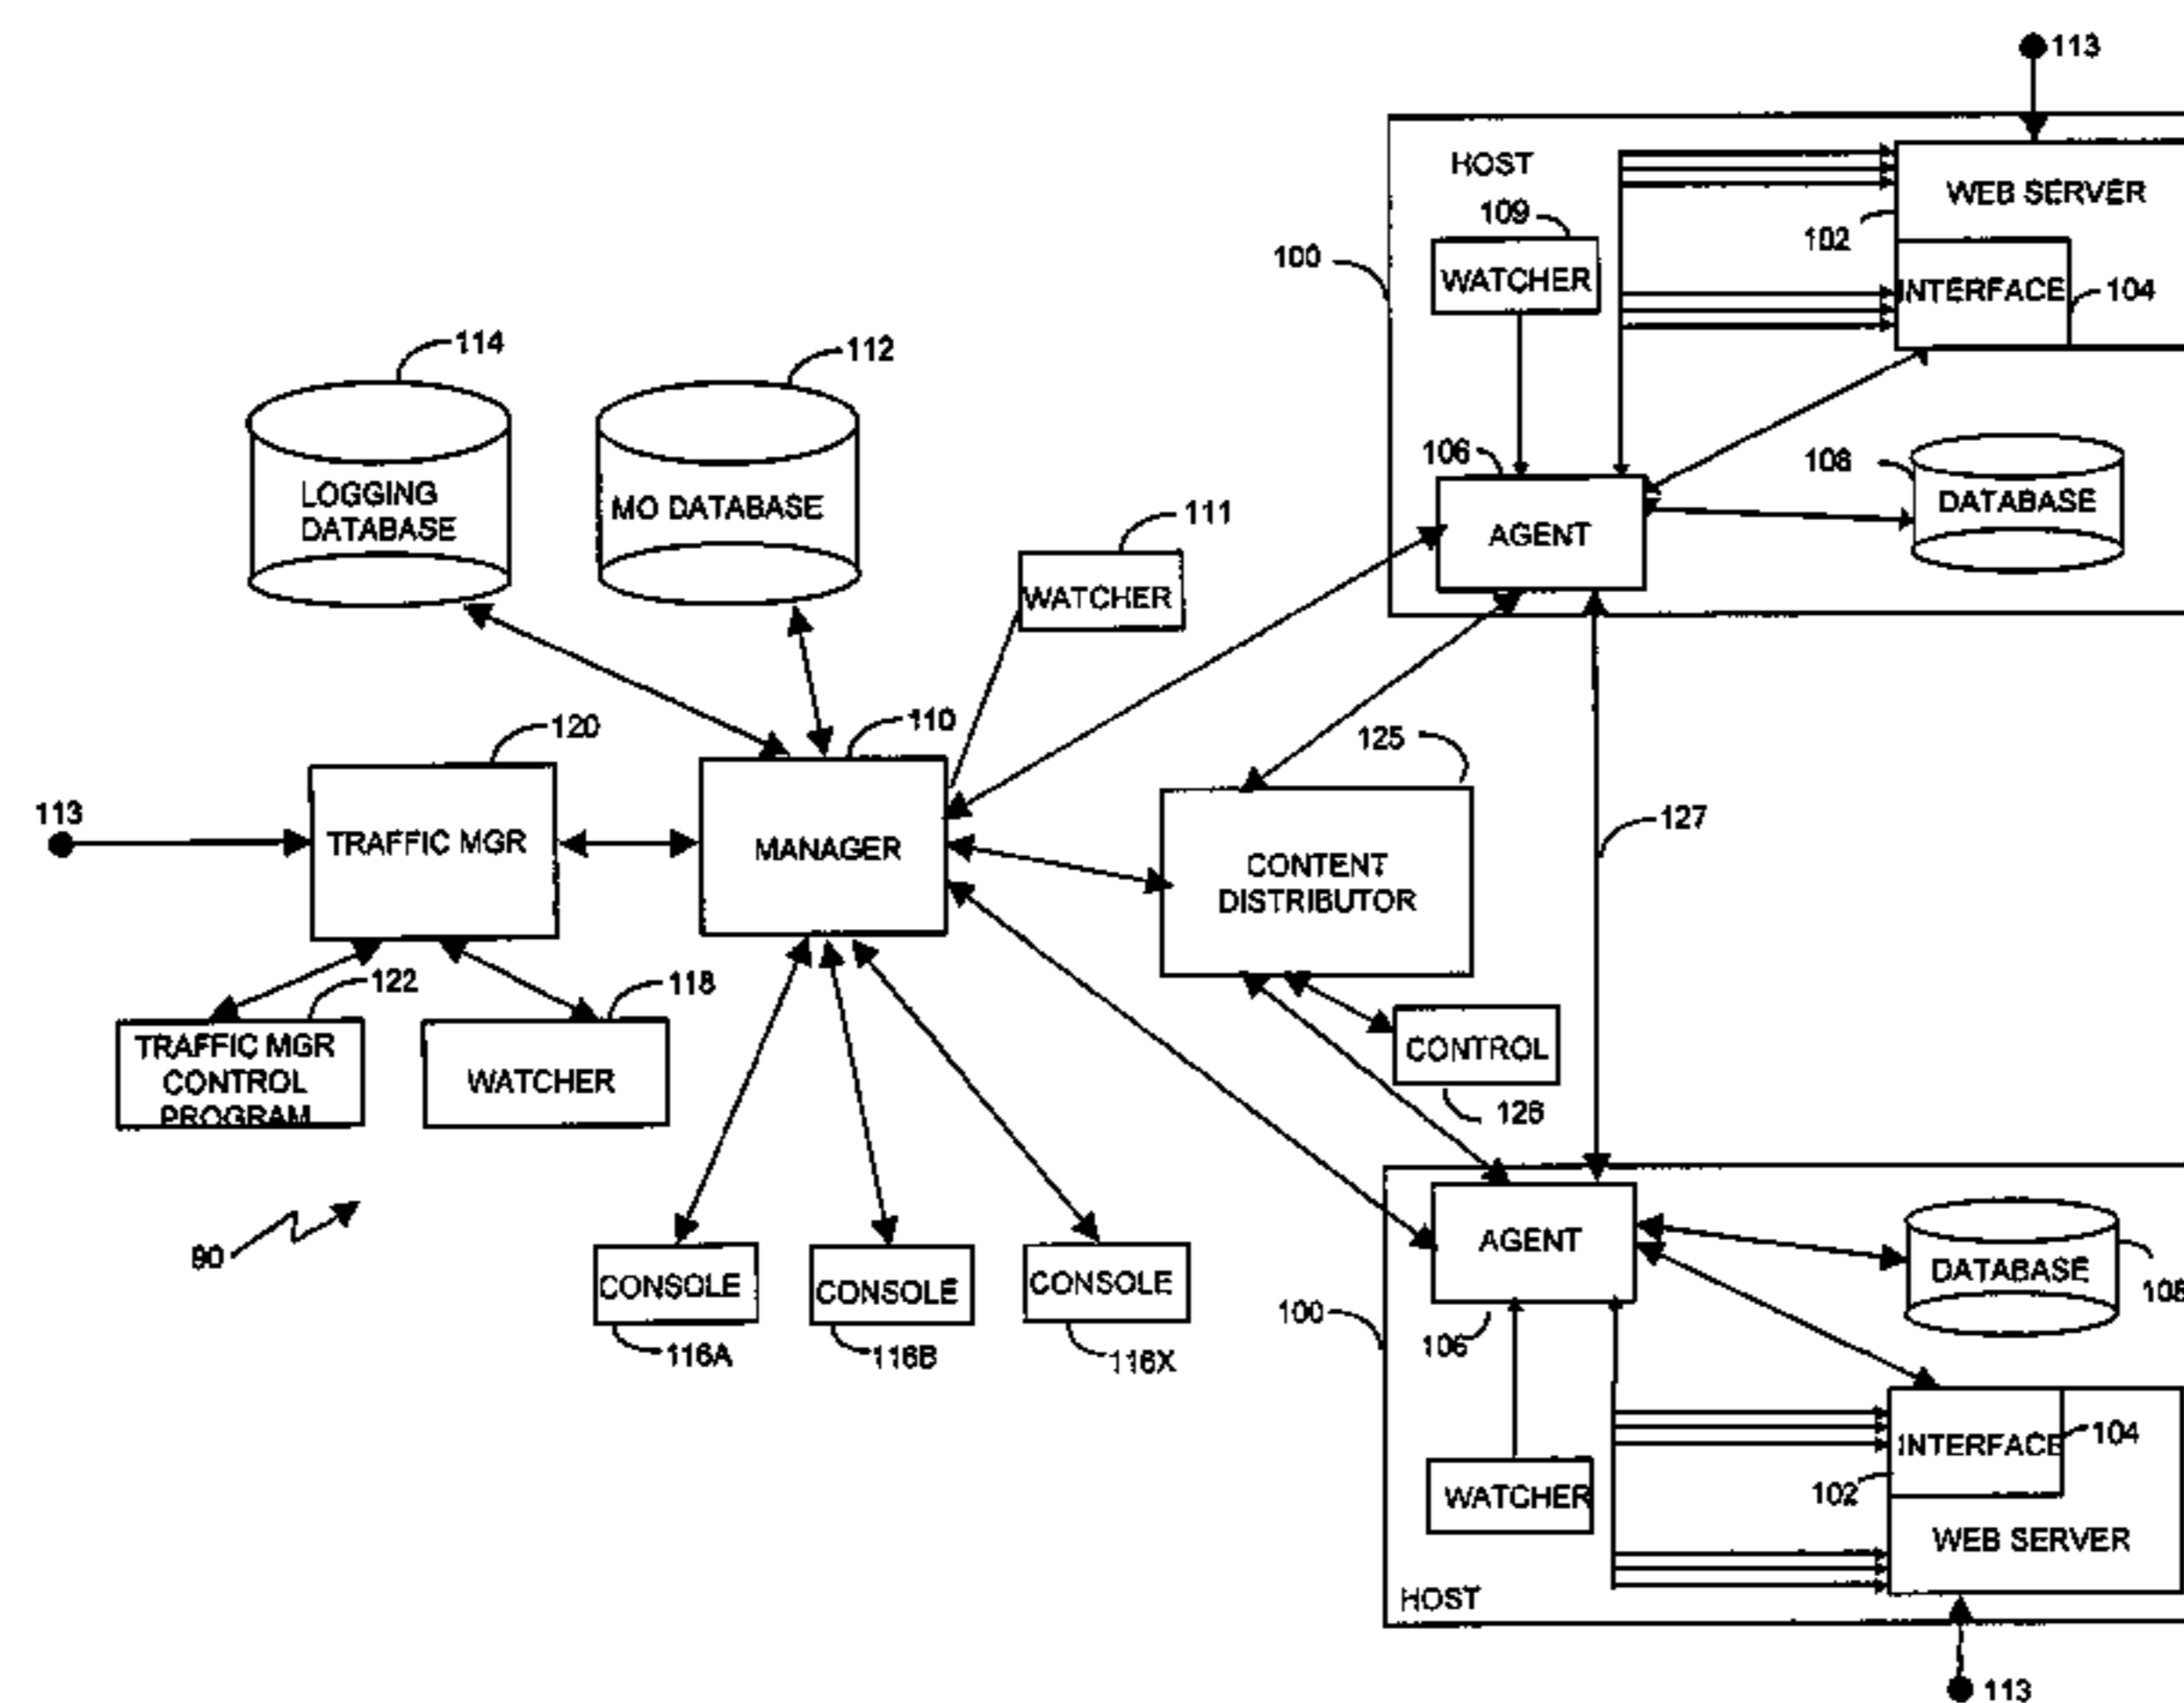 113
HOST
WEB SERVER
109
102
100
WATCHER
INTERFACE
104
114
112
106
108
DATABASE
LOGGING
DATABASE
MO DATABASE
111
AGENT
WATCHER
120
110
125
113
127
TRAFFIC MGR
MANAGER
CONTENT
DISTRIBUTOR
122
118
TRAFFIC MGR
CONTROL
PROGRAM
WATCHER
CONTROL
126
90
AGENT
DATABASE
108
CONSOLE
CONSOLE
CONSOLE
100
106
116A
116B
116X
INTERFACE
104
102
WATCHER
WEB SERVER
HOST
113